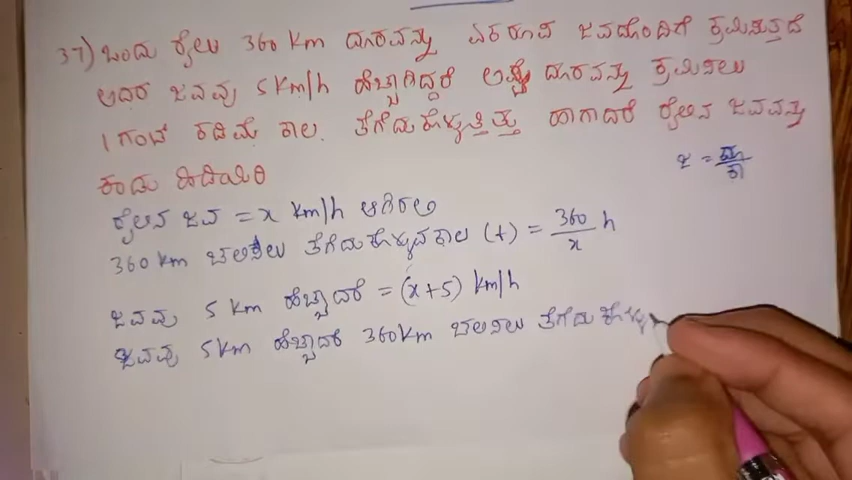 37) ಒಂದು ರೈಲು 360 Km ದೂರವನ್ನು ಏಕರೂಪ ಜವದೊಂದಿಗೆ ಕ್ರಮಿಸುತ್ತದೆ
ಅದರ ಜವವು 5 Km/h ಹೆಚ್ಚಾಗಿದ್ದರೆ ಅಷ್ಟೇ ದೂರವನ್ನು ಕ್ರಮಿಸಲು
1 ಗಂಟೆ ಕಡಿಮೆ ಕಾಲ ತೆಗೆದುಕೊಳ್ಳುತ್ತಿತ್ತು ಹಾಗಾದರೆ ರೈಲಿನ ಜವವನ್ನು
ಕಂಡು ಹಿಡಿಯಿರಿ
ಜ = ದೂ/ಕಾ
ರೈಲಿನ ಜವ = x Km/h ಆಗಿರಲಿ
360 Km ಚಲಿಸಲು ತೆಗೆದುಕೊಳ್ಳುವ ಕಾಲ (t) = 360/x h
ಜವವು 5 Km ಹೆಚ್ಚಾದರೆ = (x+5) Km/h
ಜವವು 5 Km ಹೆಚ್ಚಾದರೆ 360 Km ಚಲಿಸಲು ತೆಗೆದುಕೊಳ್ಳು